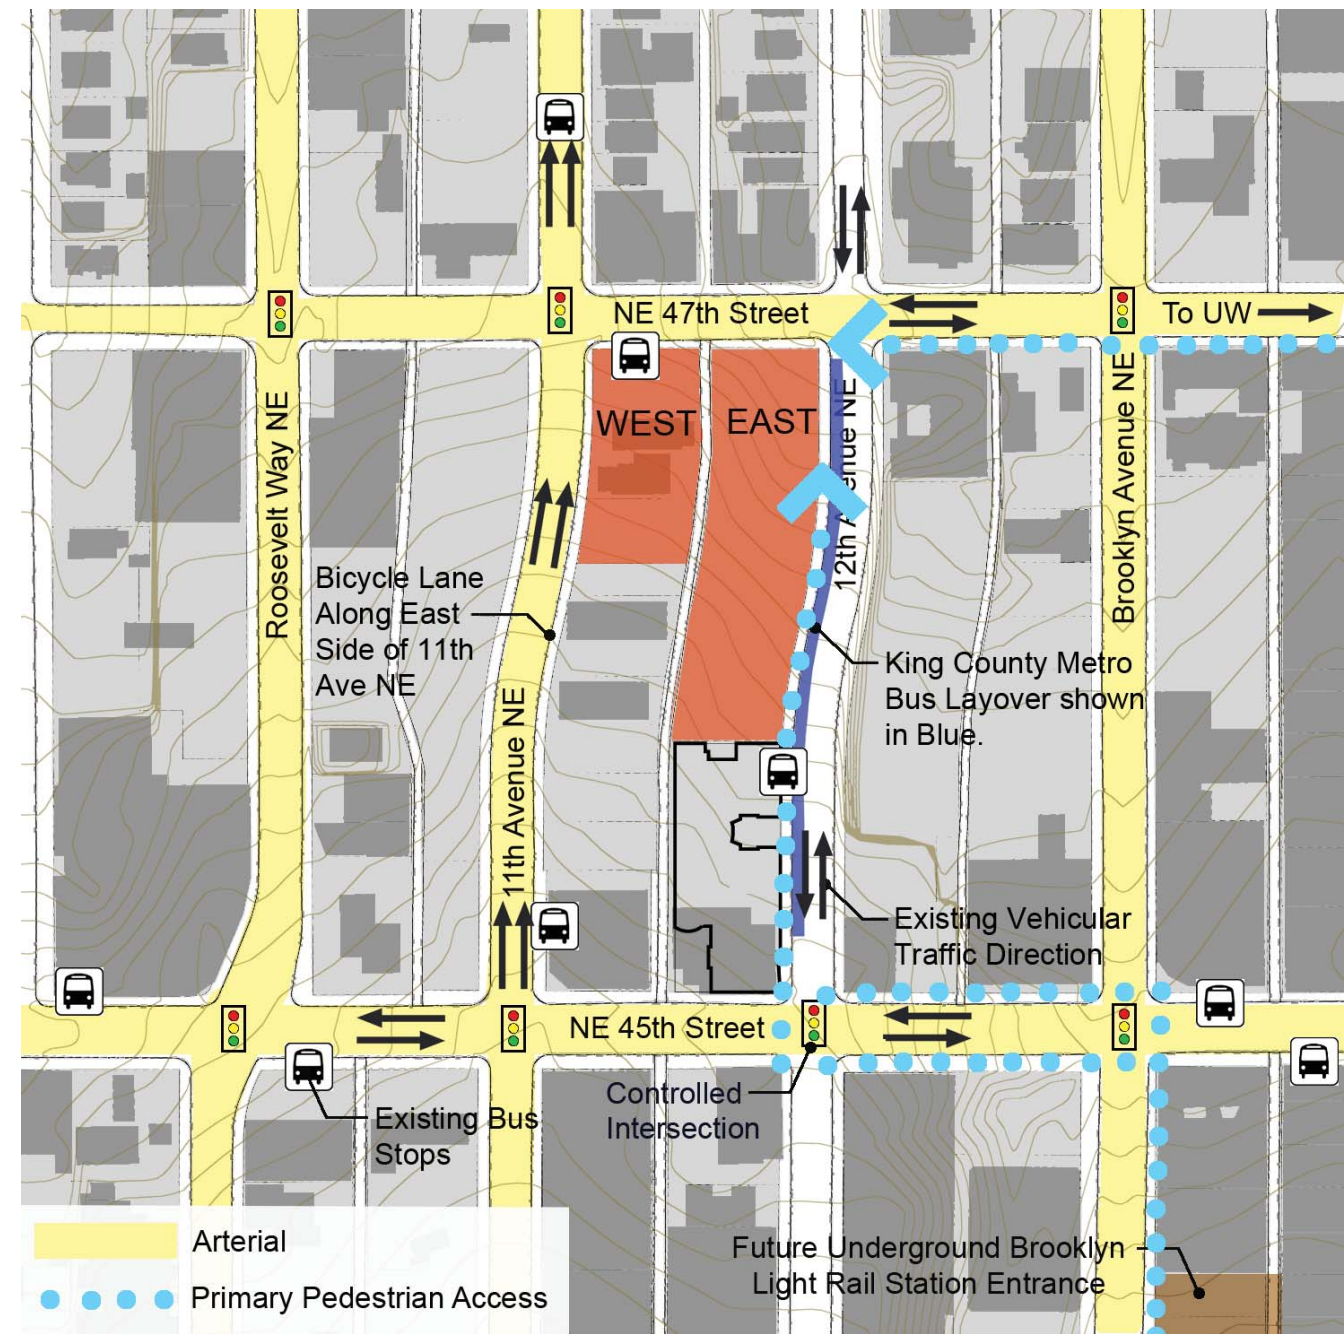 NE 47th Street
To UW
WEST
EAST
Roosevelt Way NE
12th Avenue NE
Brooklyn Avenue NE
Bicycle Lane
Along East
Side of 11th
Ave NE
11th Avenue NE
King County Metro
Bus Layover shown
in Blue.
Existing Vehicular
Traffic Direction
NE 45th Street
Controlled
Intersection
Existing Bus
Stops
Arterial
Primary Pedestrian Access
Future Underground Brooklyn
Light Rail Station Entrance